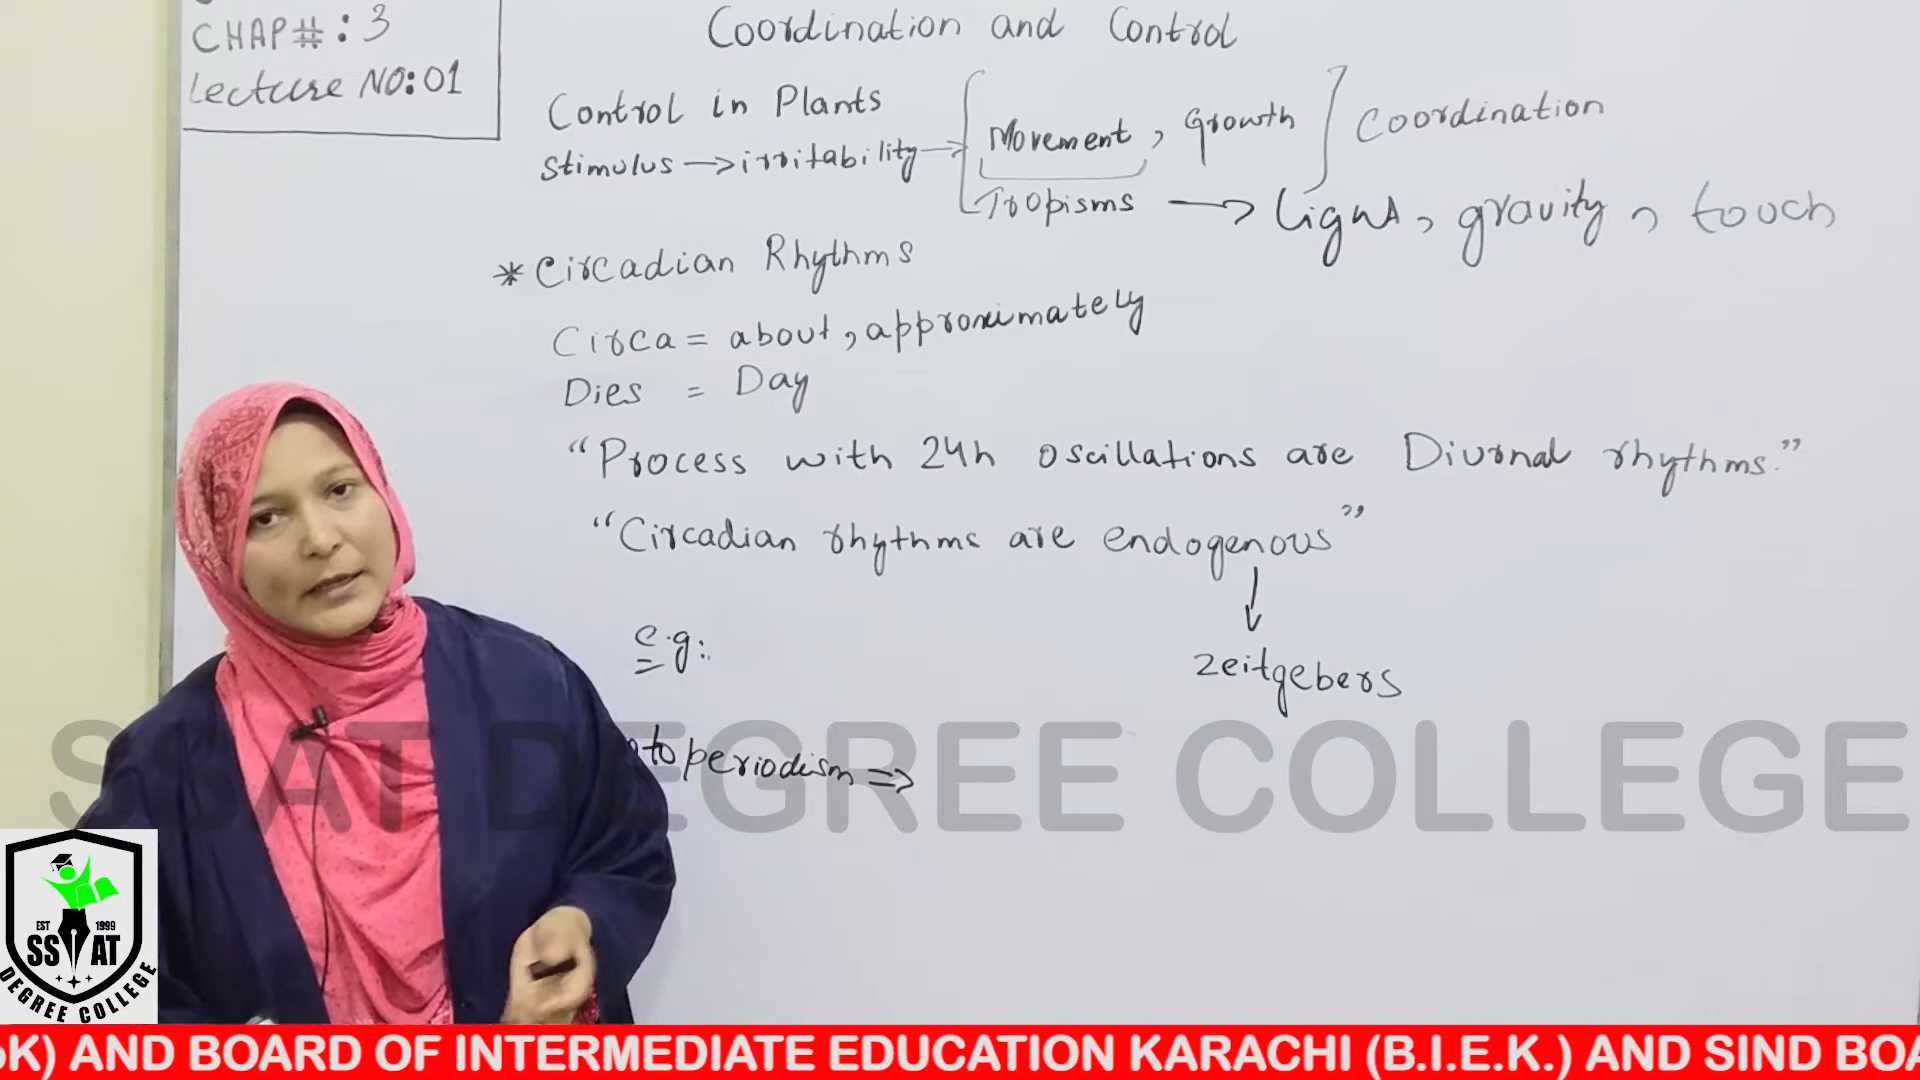 CHAP#: 3
Lecture NO:01
Coordination and Control
Control in Plants
Stimulus → irritability → Movement, Growth Coordination
Tropisms → Light, gravity, touch
* Circadian Rhythms
Circa = about, approximately
Dies = Day
"Process with 24h oscillations are Diurnal rhythms."
"Circadian rhythms are endogenous"
↓
zeitgebers
e.g:
toperiodism ⇒
SSAT DEGREE COLLEGE
EST 1999
SSAT
DEGREE COLLEGE
K) AND BOARD OF INTERMEDIATE EDUCATION KARACHI (B.I.E.K.) AND SIND BOA